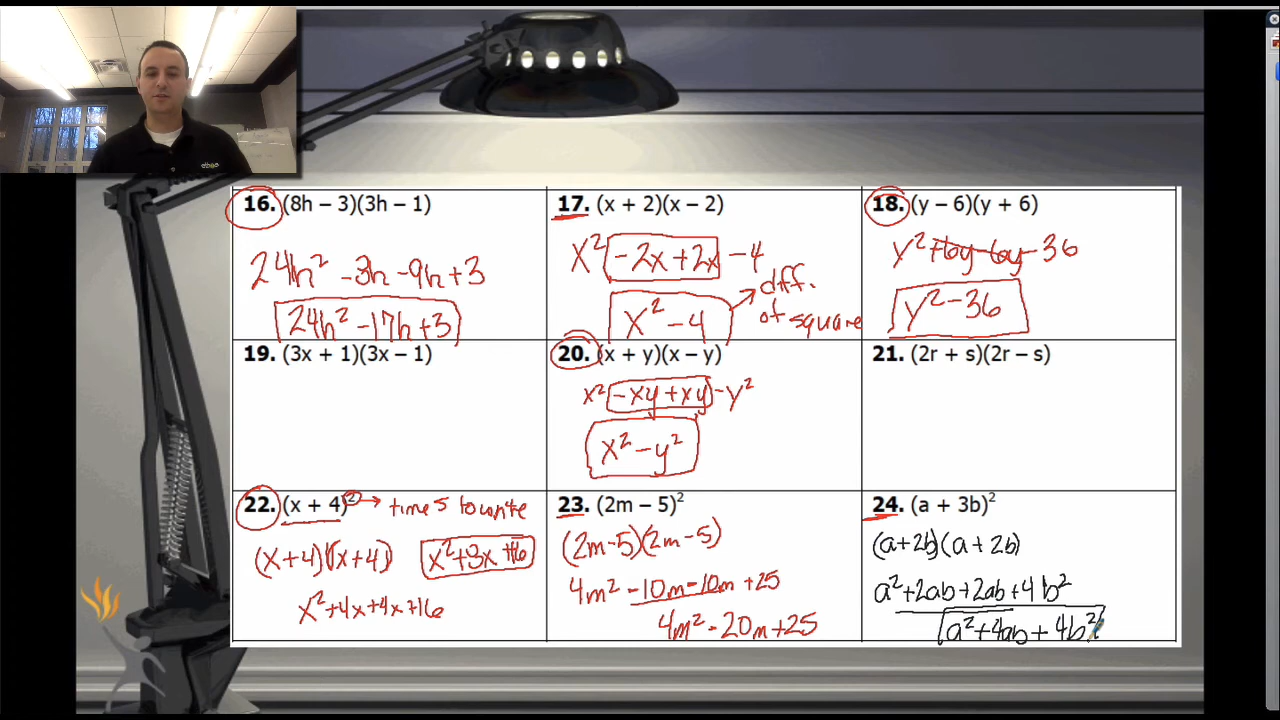 16. (8h − 3)(3h − 1)
24h² - 8h - 9h + 3
24h² - 17h + 3
17. (x + 2)(x − 2)
x² - 2x + 2x - 4
x² - 4
diff.
of square
18. (y − 6)(y + 6)
y² + 6y - 6y - 36
y² - 36
19. (3x + 1)(3x − 1)
20. (x + y)(x − y)
x² - xy + xy - y²
x² - y²
21. (2r + s)(2r − s)
22. (x + 4)² → times to write
(x+4)(x+4)
x² + 8x + 16
x² + 4x + 4x + 16
23. (2m − 5)²
(2m-5)(2m-5)
4m² - 10m - 10m + 25
4m² - 20m + 25
24. (a + 3b)²
(a + 2b)(a + 2b)
a² + 2ab + 2ab + 4b²
a² + 4ab + 4b²